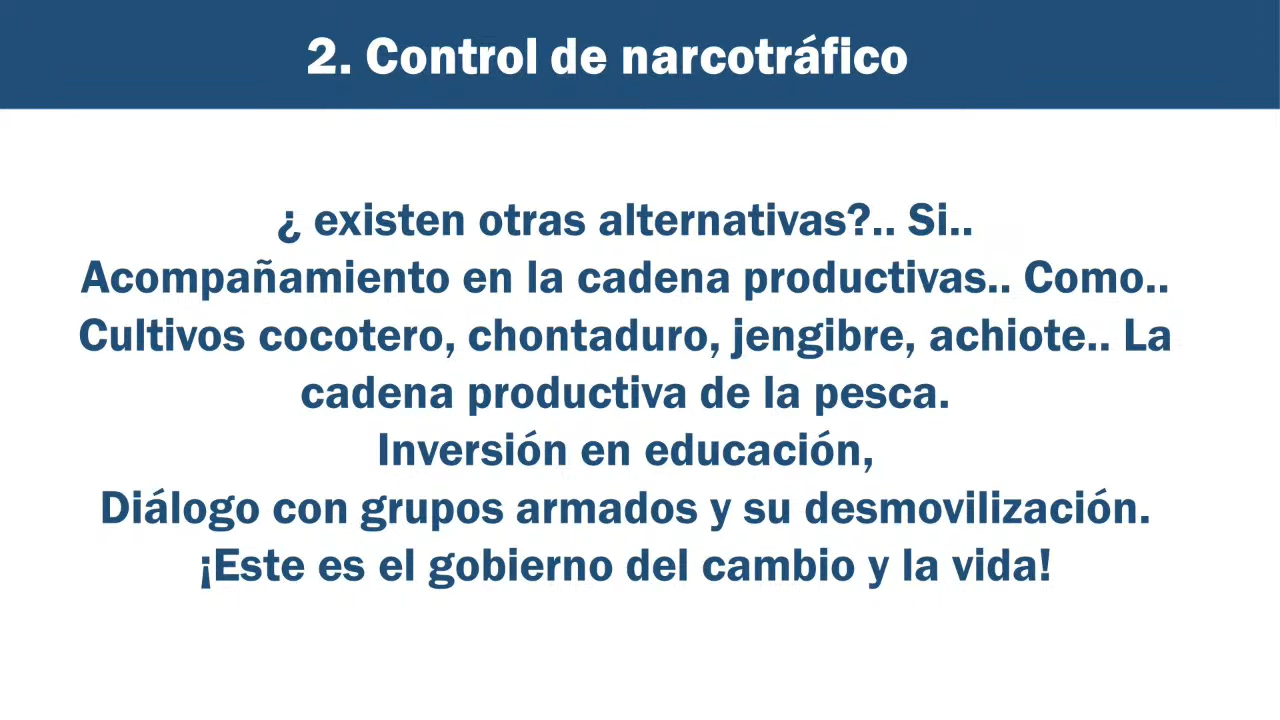 2. Control de narcotráfico
¿ existen otras alternativas?.. Si..
Acompañamiento en la cadena productivas.. Como..
Cultivos cocotero, chontaduro, jengibre, achiote.. La
cadena productiva de la pesca.
Inversión en educación,
Diálogo con grupos armados y su desmovilización.
¡Este es el gobierno del cambio y la vida!